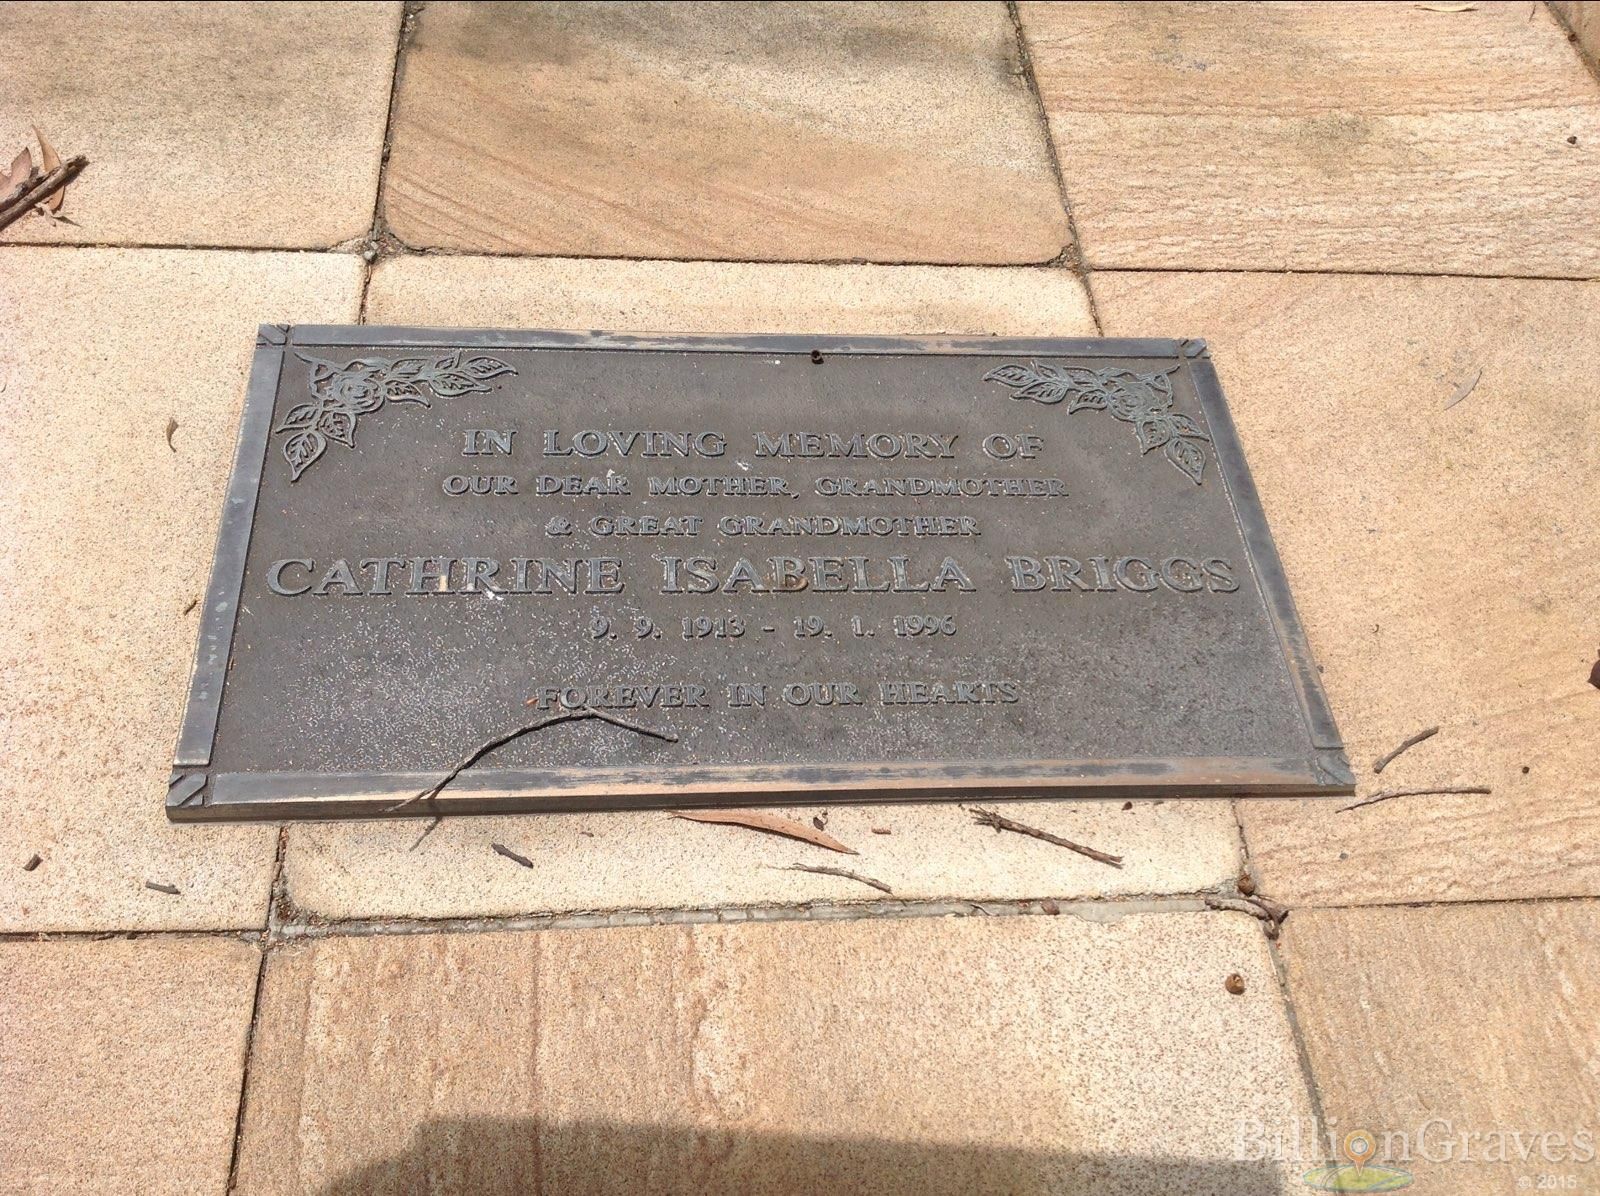 IN LOVING MEMORY OF
OUR DEAR MOTHER, GRANDMOTHER
& GREAT GRANDMOTHER
CATHRINE ISABELLA BRIGGS
9. 9. 1913 - 19. 1. 1996
FOREVER IN OUR HEARTS
BillionGraves
© 2015